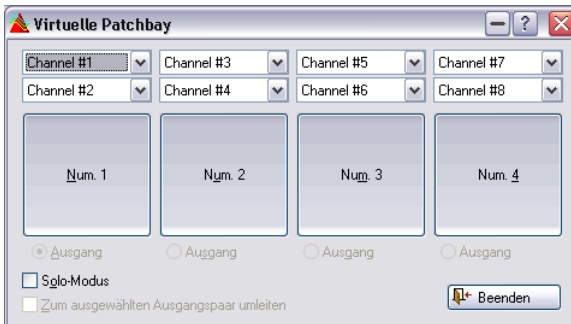 Virtuelle Patchbay
Channel #1 Channel #3 Channel #5 Channel #7
Channel #2 Channel #4 Channel #6 Channel #8
Num. 1 Num. 2 Num. 3 Num. 4
Ausgang Ausgang Ausgang Ausgang
Solo-Modus
Zum ausgewählten Ausgangspaar umleiten
Beenden